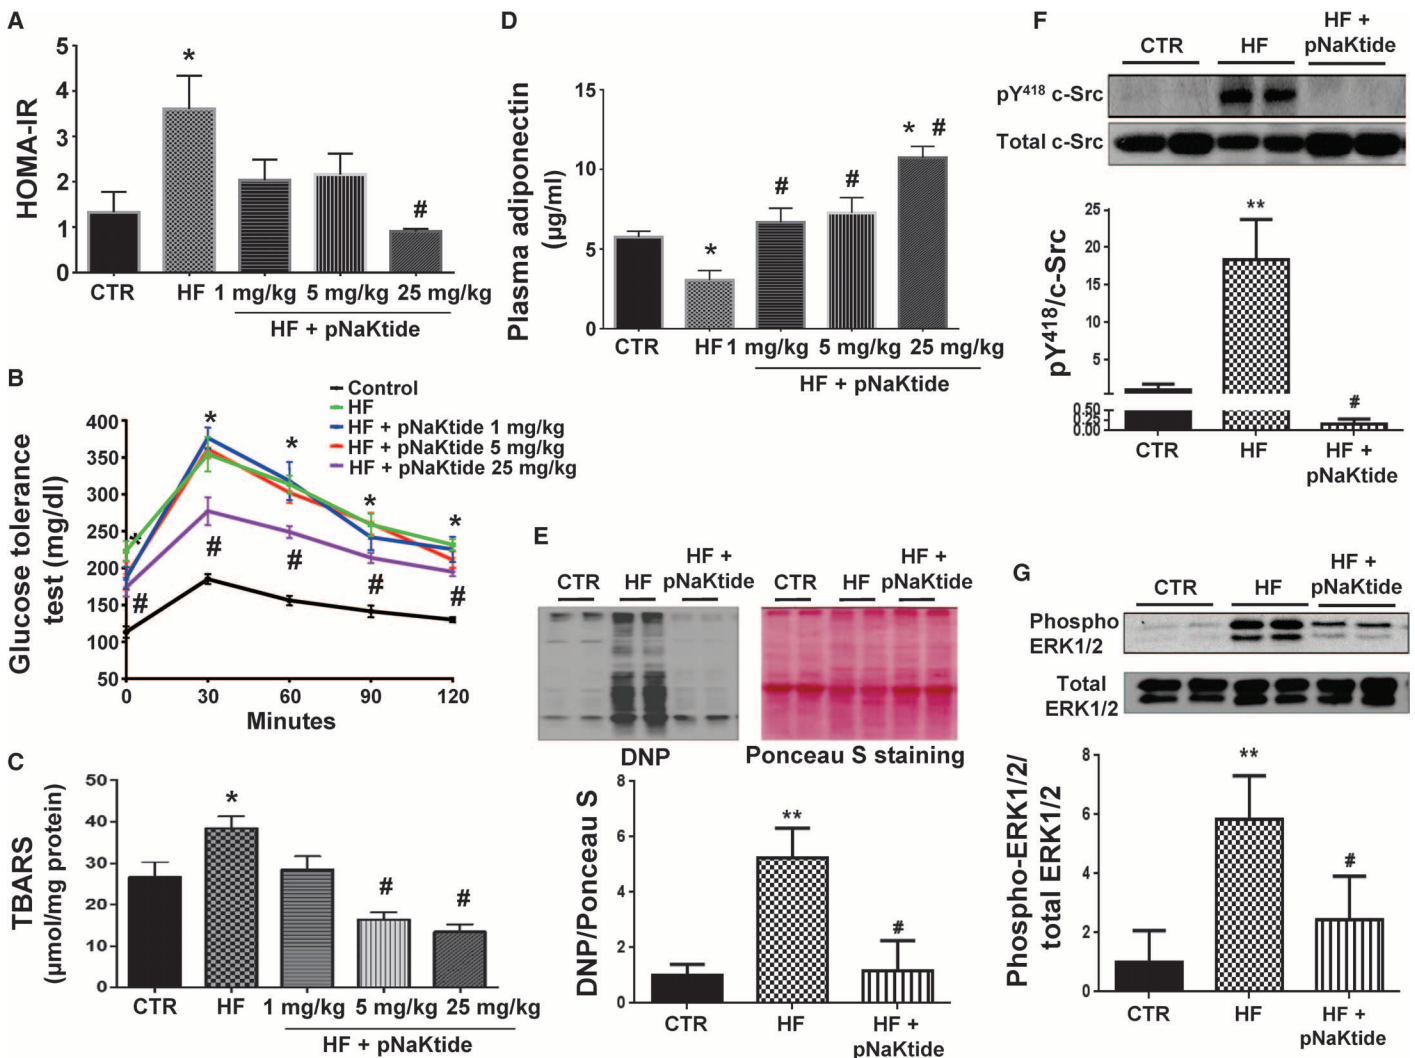 A
HOMA-IR
5
4
3
2
1
0
*
#
CTR
HF
1 mg/kg
5 mg/kg
25 mg/kg
HF + pNaKtide
B
Glucose tolerance
test (mg/dl)
400
350
300
250
200
150
100
50
Control
HF
HF + pNaKtide 1 mg/kg
HF + pNaKtide 5 mg/kg
HF + pNaKtide 25 mg/kg
* * * * *
# # # # #
0 30 60 90 120
Minutes
C
TBARS
(µmol/mg protein)
50
40
30
20
10
0
*
# #
CTR
HF
1 mg/kg
5 mg/kg
25 mg/kg
HF + pNaKtide
D
Plasma adiponectin
(µg/ml)
15
10
5
0
*
#
#
* #
CTR
HF
1 mg/kg
5 mg/kg
25 mg/kg
HF + pNaKtide
E
CTR
HF
HF +
pNaKtide
CTR
HF
HF +
pNaKtide
DNP
Ponceau S staining
DNP/Ponceau S
8
6
4
2
0
**
#
CTR
HF
HF +
pNaKtide
F
CTR
HF
HF +
pNaKtide
pY418 c-Src
Total c-Src
pY418/c-Src
25
20
15
10
5
0.50
0.25
0.00
**
#
CTR
HF
HF +
pNaKtide
G
CTR
HF
HF +
pNaKtide
Phospho
ERK1/2
Total
ERK1/2
Phospho-ERK1/2/
total ERK1/2
8
6
4
2
0
**
#
CTR
HF
HF +
pNaKtide